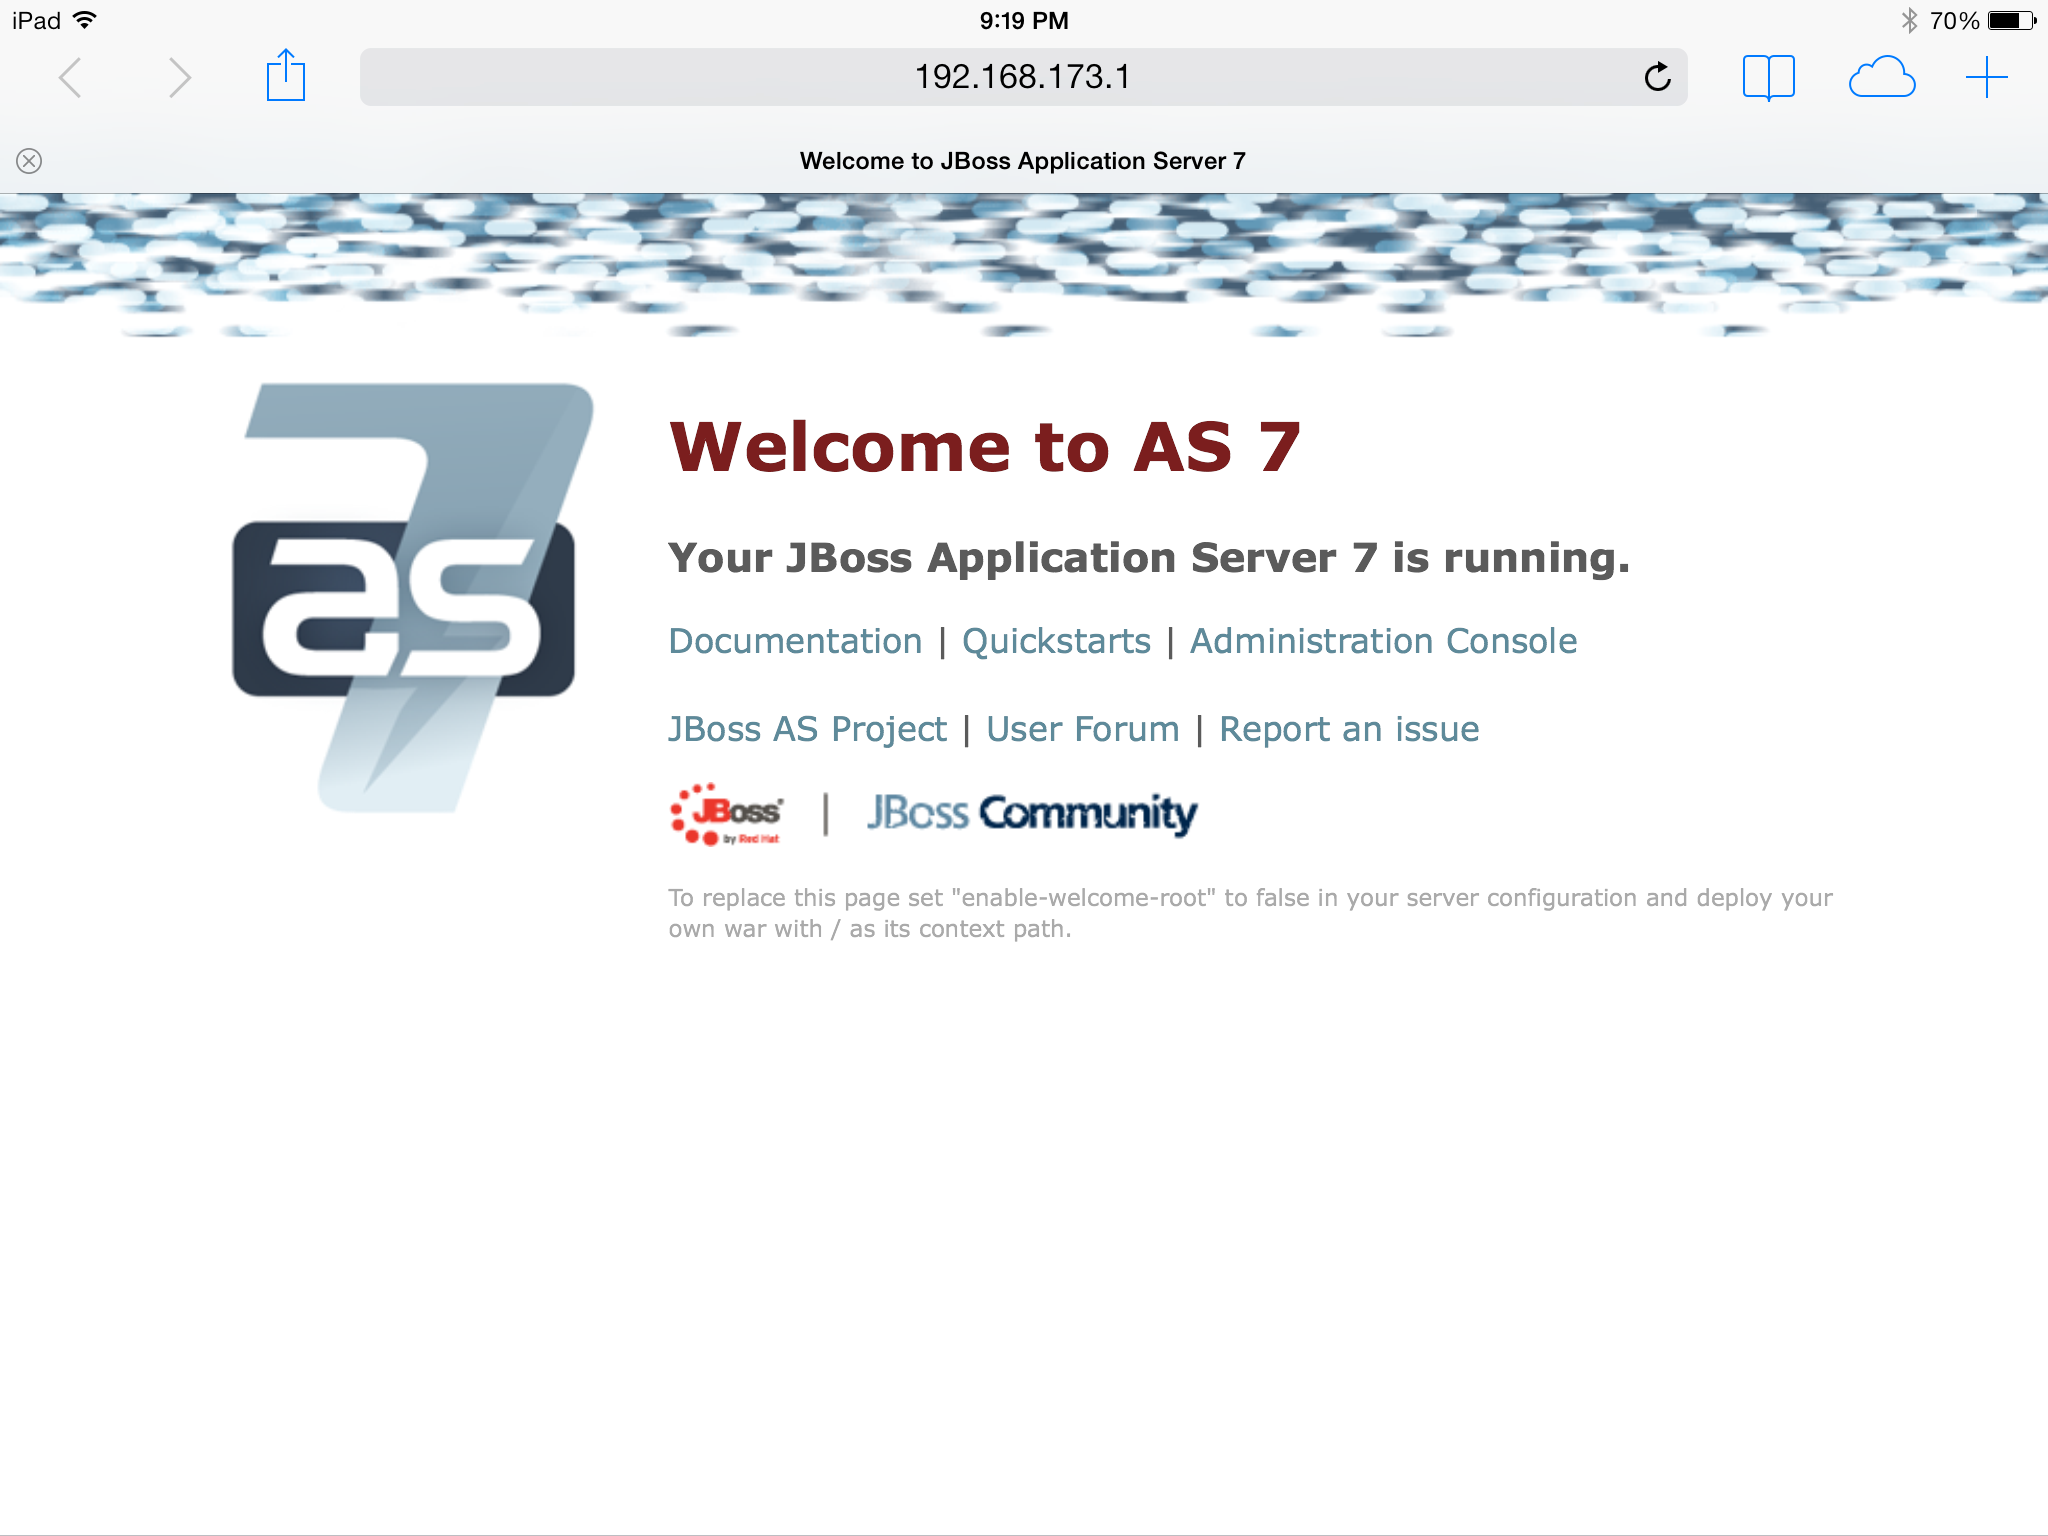 iPad 9:19 PM 70%
192.168.173.1
Welcome to JBoss Application Server 7
as
Welcome to AS 7
Your JBoss Application Server 7 is running.
Documentation | Quickstarts | Administration Console
JBoss AS Project | User Forum | Report an issue
JBoss by Red Hat | JBoss Community
To replace this page set "enable-welcome-root" to false in your server configuration and deploy your
own war with / as its context path.